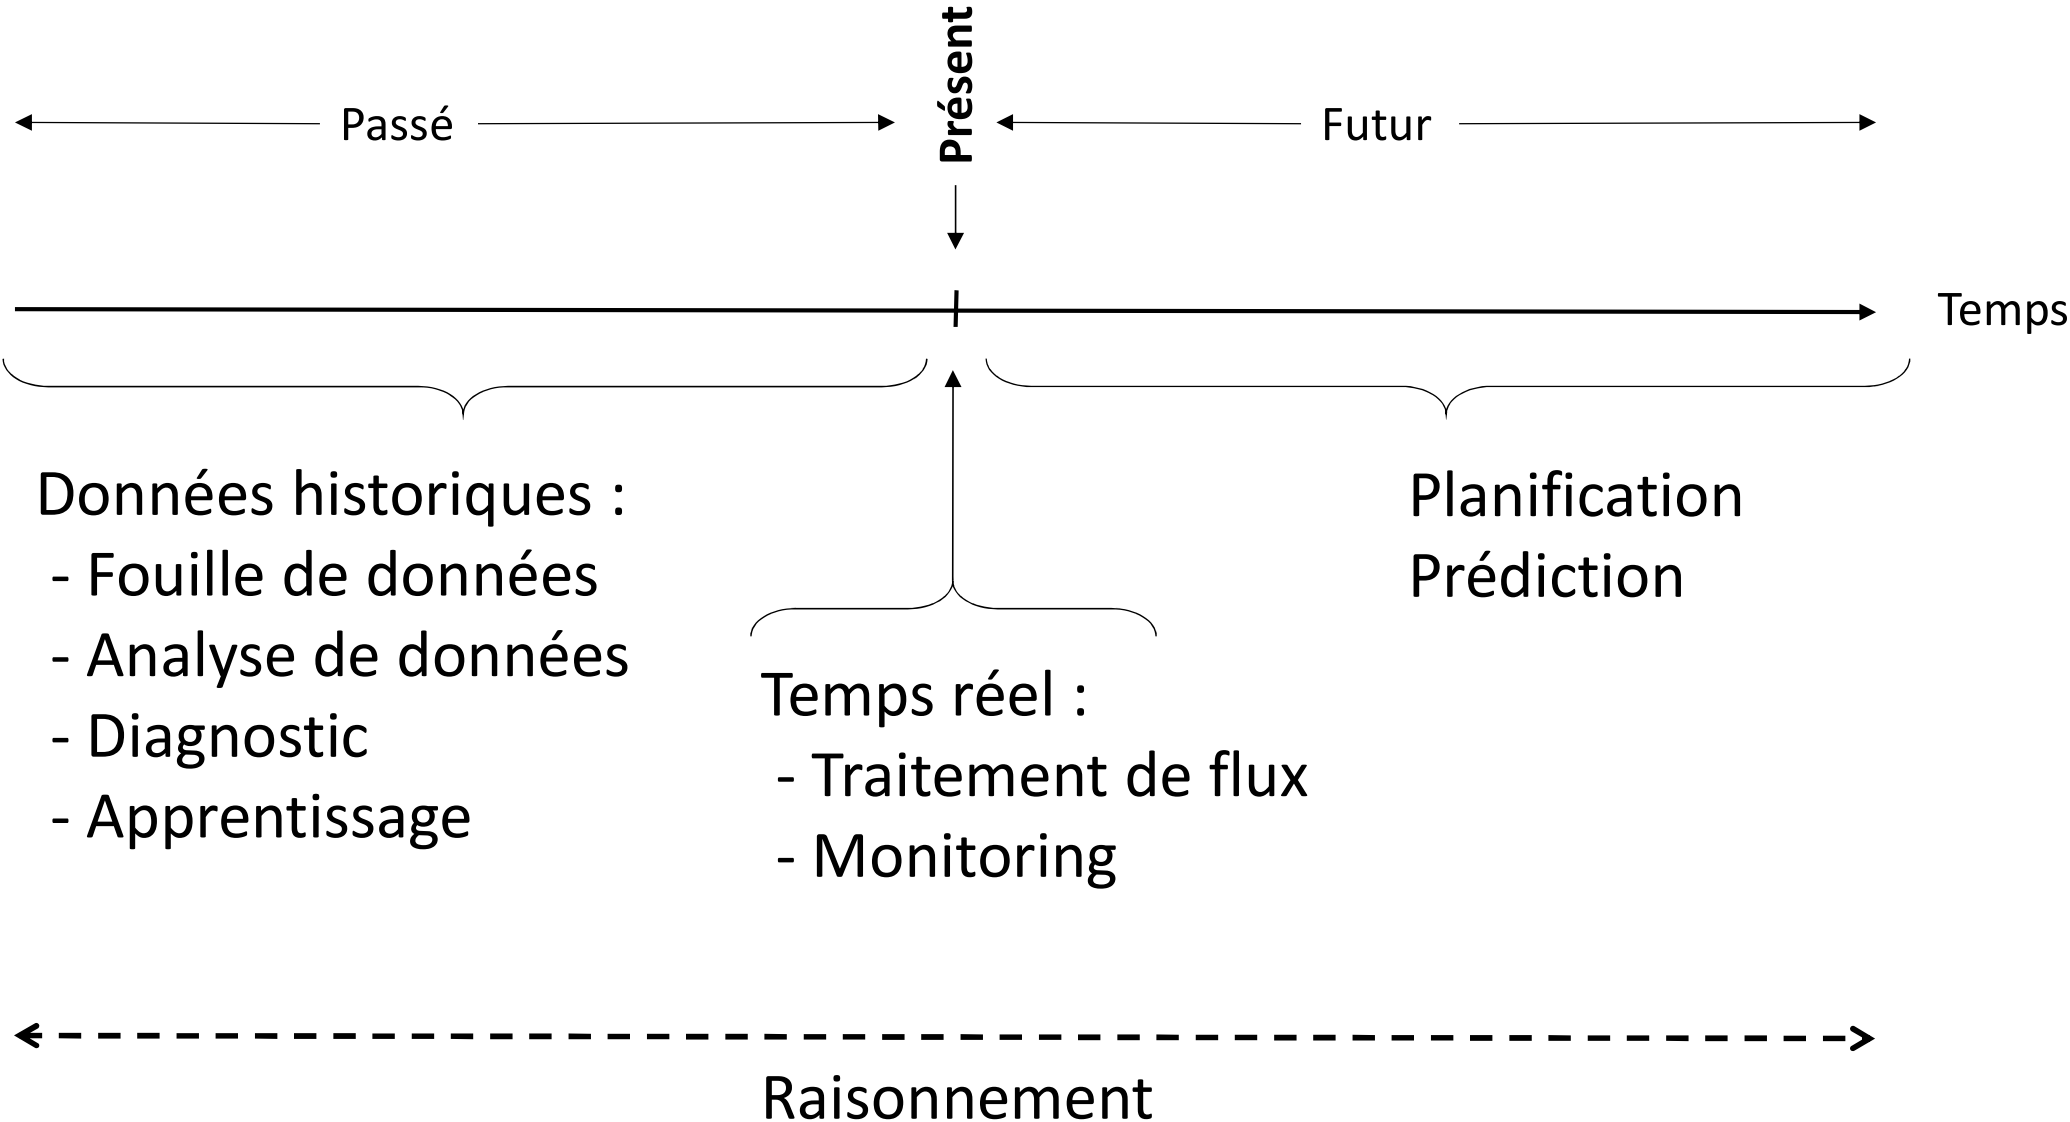 Présent
Passé
Futur
Temps
Données historiques :
- Fouille de données
- Analyse de données
- Diagnostic
- Apprentissage
Temps réel :
- Traitement de flux
- Monitoring
Planification
Prédiction
Raisonnement